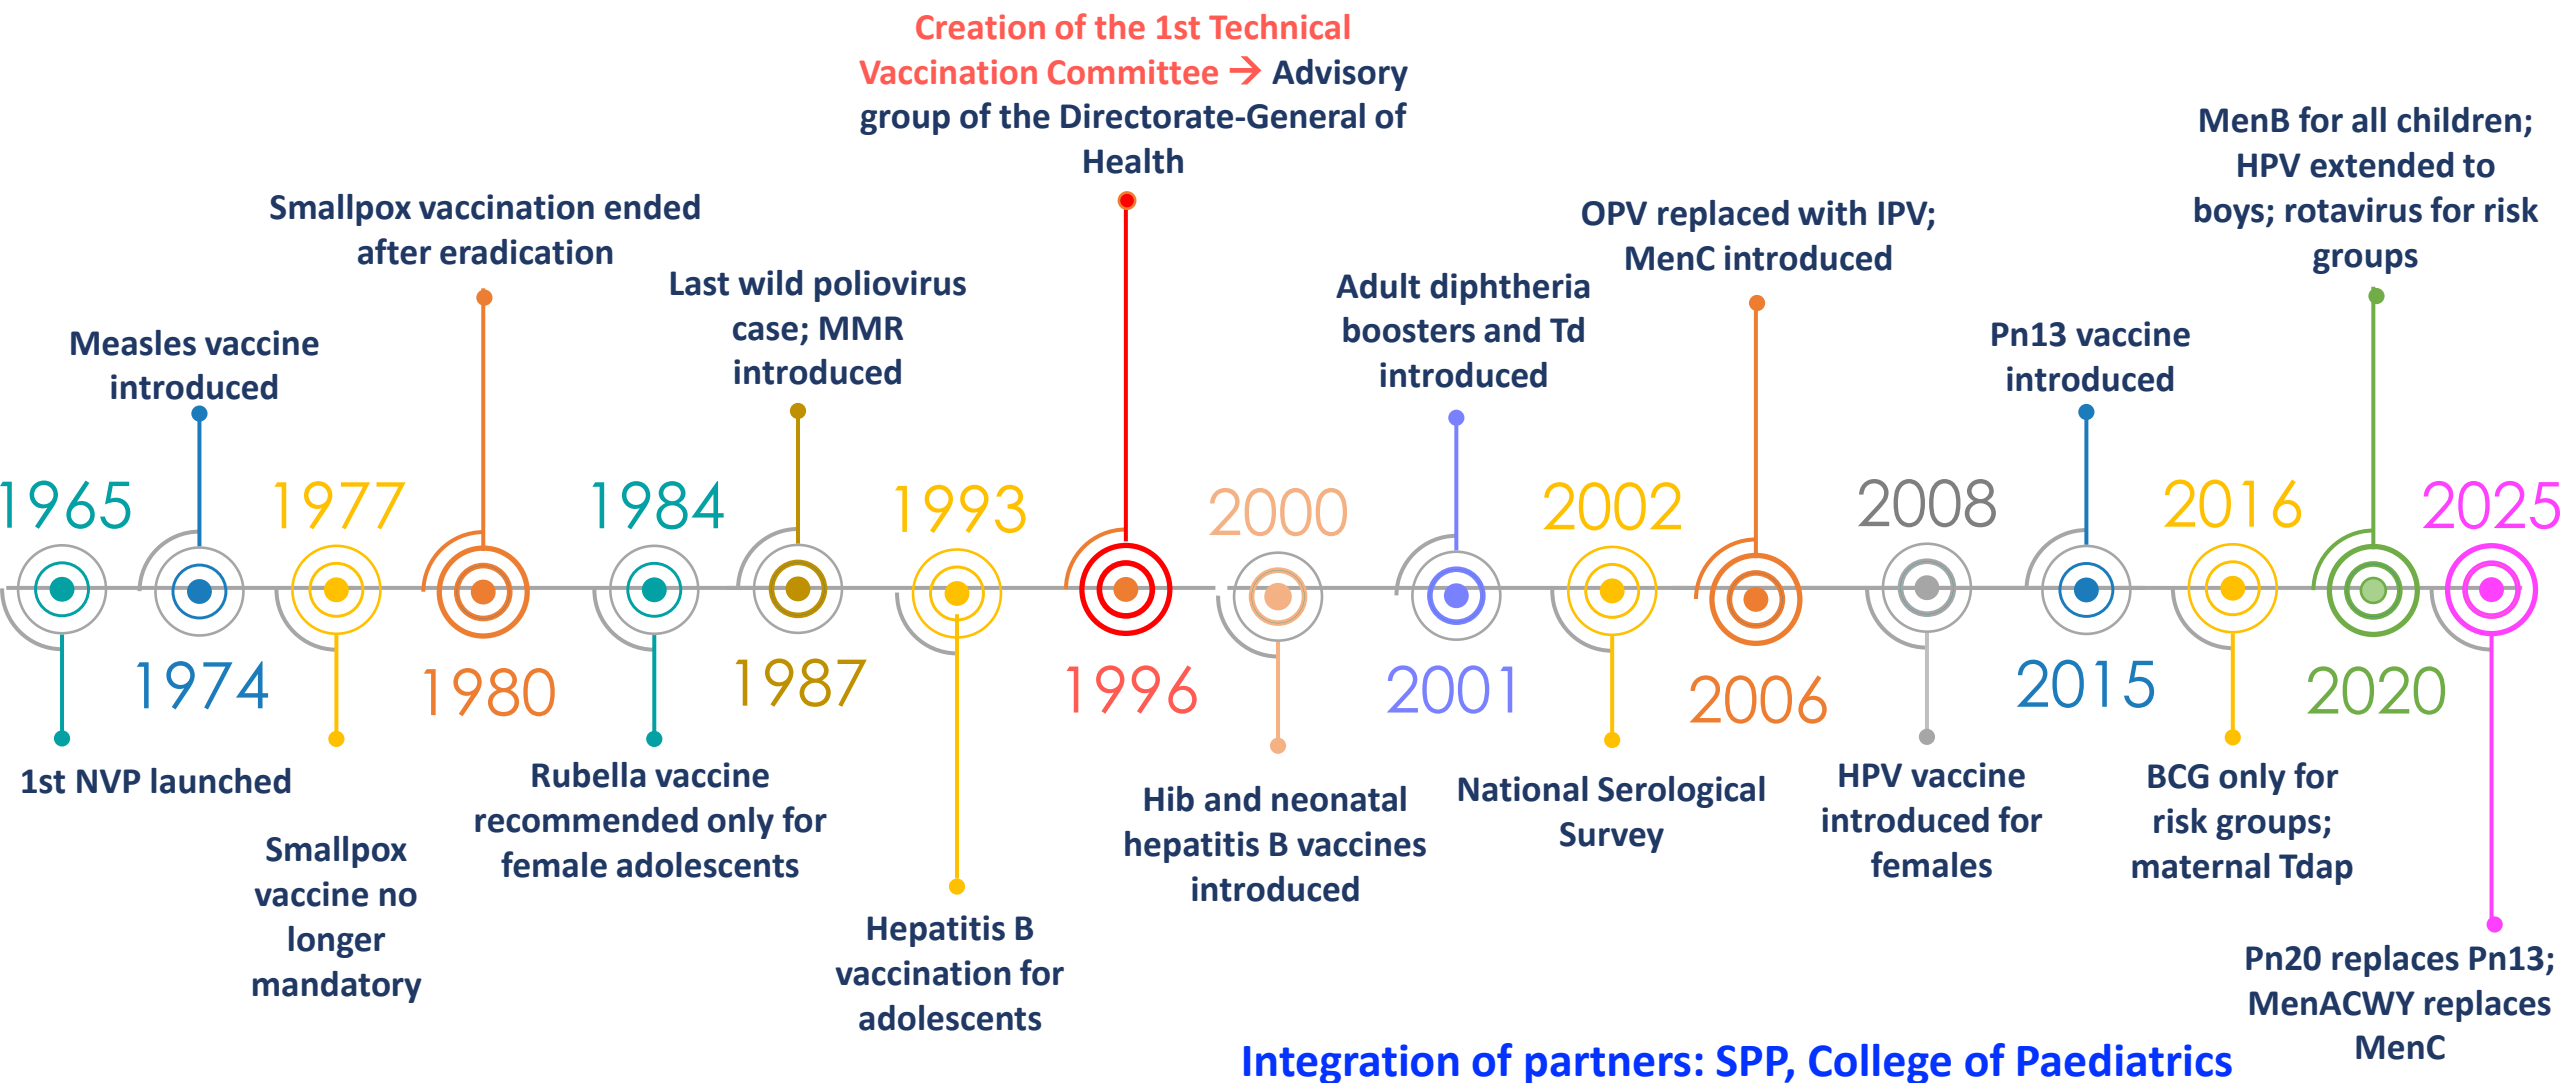 Creation of the 1st Technical
Vaccination Committee → Advisory
group of the Directorate-General of
Health
MenB for all children;
HPV extended to
boys; rotavirus for risk
groups
Smallpox vaccination ended
after eradication
OPV replaced with IPV;
MenC introduced
Last wild poliovirus
case; MMR
introduced
Adult diphtheria
boosters and Td
introduced
Measles vaccine
introduced
Pn13 vaccine
introduced
1965
1977
1984
1993
2000
2002
2008
2016
2025
1974
1980
1987
1996
2001
2006
2015
2020
1st NVP launched
Smallpox
vaccine no
longer
mandatory
Rubella vaccine
recommended only for
female adolescents
Hepatitis B
vaccination for
adolescents
Hib and neonatal
hepatitis B vaccines
introduced
National Serological
Survey
HPV vaccine
introduced for
females
BCG only for
risk groups;
maternal Tdap
Pn20 replaces Pn13;
MenACWY replaces
MenC
Integration of partners: SPP, College of Paediatrics